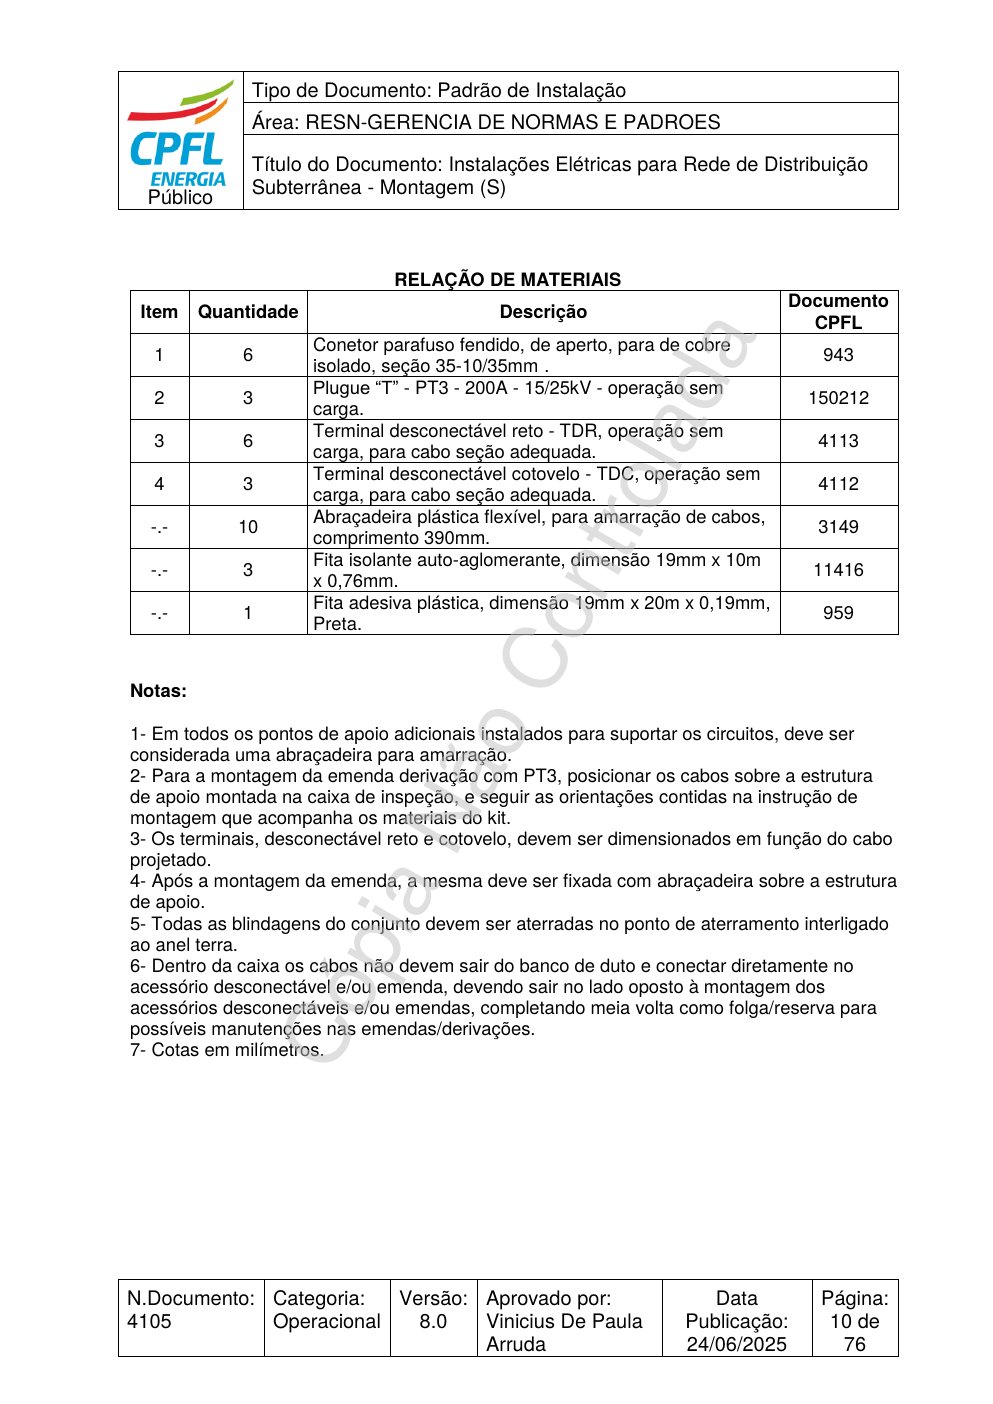 CPFL
ENERGIA
Público
Tipo de Documento: Padrão de Instalação
Área: RESN-GERENCIA DE NORMAS E PADROES
Título do Documento: Instalações Elétricas para Rede de Distribuição
Subterrânea - Montagem (S)
RELAÇÃO DE MATERIAIS
Item Quantidade Descrição Documento
CPFL
1 6 Conetor parafuso fendido, de aperto, para de cobre
isolado, seção 35-10/35mm . 943
2 3 Plugue “T” - PT3 - 200A - 15/25kV - operação sem
carga. 150212
3 6 Terminal desconectável reto - TDR, operação sem
carga, para cabo seção adequada. 4113
4 3 Terminal desconectável cotovelo - TDC, operação sem
carga, para cabo seção adequada. 4112
-.- 10 Abraçadeira plástica flexível, para amarração de cabos,
comprimento 390mm. 3149
-.- 3 Fita isolante auto-aglomerante, dimensão 19mm x 10m
x 0,76mm. 11416
-.- 1 Fita adesiva plástica, dimensão 19mm x 20m x 0,19mm,
Preta. 959
Notas:
1- Em todos os pontos de apoio adicionais instalados para suportar os circuitos, deve ser
considerada uma abraçadeira para amarração.
2- Para a montagem da emenda derivação com PT3, posicionar os cabos sobre a estrutura
de apoio montada na caixa de inspeção, e seguir as orientações contidas na instrução de
montagem que acompanha os materiais do kit.
3- Os terminais, desconectável reto e cotovelo, devem ser dimensionados em função do cabo
projetado.
4- Após a montagem da emenda, a mesma deve ser fixada com abraçadeira sobre a estrutura
de apoio.
5- Todas as blindagens do conjunto devem ser aterradas no ponto de aterramento interligado
ao anel terra.
6- Dentro da caixa os cabos não devem sair do banco de duto e conectar diretamente no
acessório desconectável e/ou emenda, devendo sair no lado oposto à montagem dos
acessórios desconectáveis e/ou emendas, completando meia volta como folga/reserva para
possíveis manutenções nas emendas/derivações.
7- Cotas em milímetros.
Cópia Não Controlada
N.Documento: Categoria: Versão: Aprovado por: Data Página:
4105 Operacional 8.0 Vinicius De Paula Publicação: 10 de
Arruda 24/06/2025 76